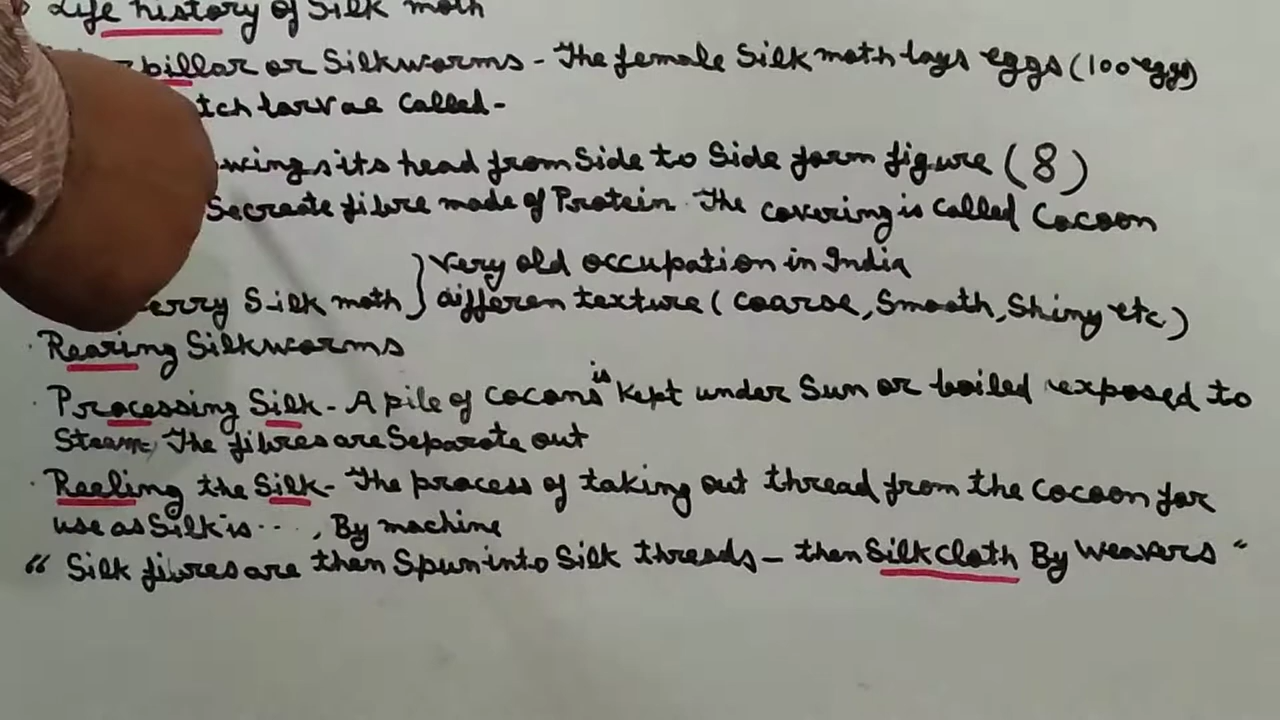 Life history of Silk moth
pillar or Silkworms - The female Silk moth lays eggs (100 eggs)
tch larvae called-
wing its head from Side to Side form figure (8)
Secreate fibre made of Protein. The covering is called Cocoon
} Very old occupation in India
erry Silk moth } differen texture (coarse, Smooth, Shiny etc)
· Rearing Silkworms
· Processing Silk - A pile of cocons is kept under Sun or boiled exposed to
Steam, The fibres are Separate out
· Reeling the Silk - The process of taking out thread from the cocoon for
use as Silk is ...., By machine
“ Silk fibres are then Spun into Silk threads - then Silk cloth By weavers “